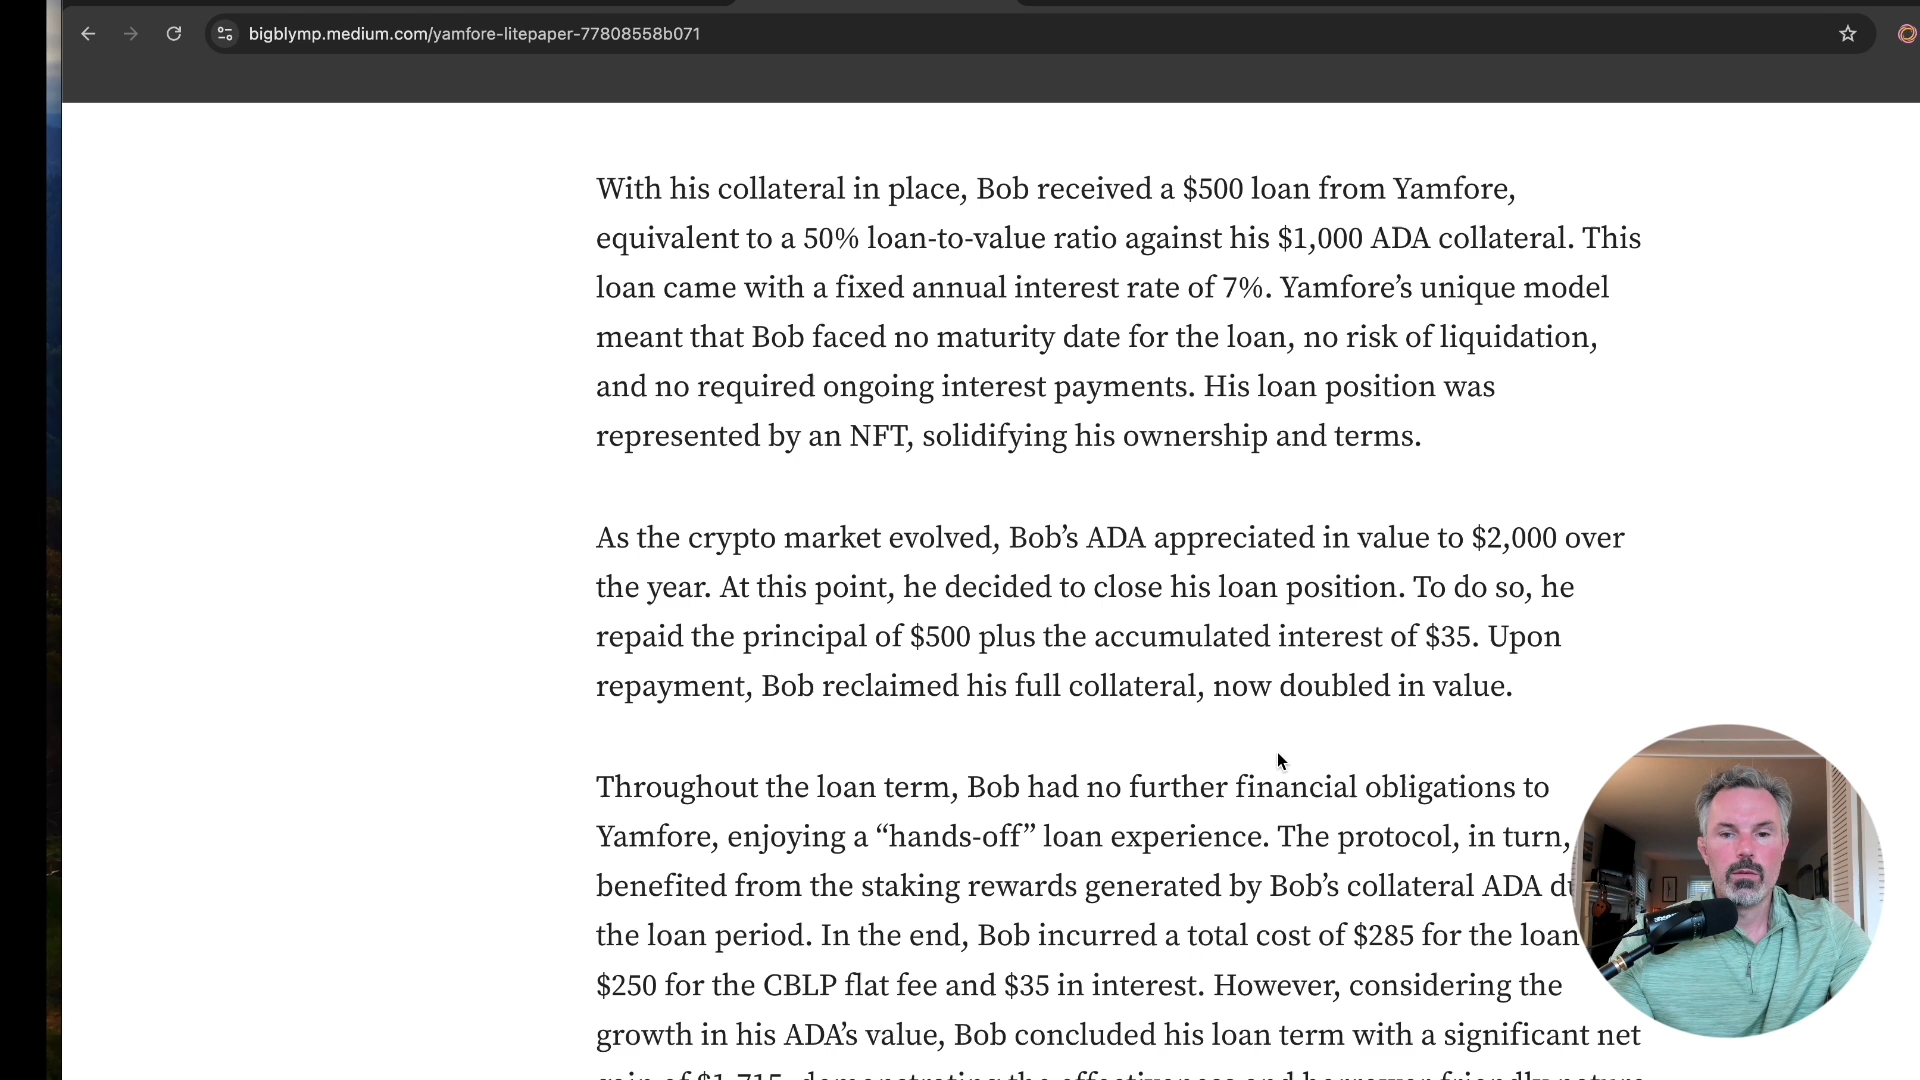 bigblymp.medium.com/yamfore-litepaper-77808558b071
With his collateral in place, Bob received a $500 loan from Yamfore,
equivalent to a 50% loan-to-value ratio against his $1,000 ADA collateral. This
loan came with a fixed annual interest rate of 7%. Yamfore’s unique model
meant that Bob faced no maturity date for the loan, no risk of liquidation,
and no required ongoing interest payments. His loan position was
represented by an NFT, solidifying his ownership and terms.
As the crypto market evolved, Bob’s ADA appreciated in value to $2,000 over
the year. At this point, he decided to close his loan position. To do so, he
repaid the principal of $500 plus the accumulated interest of $35. Upon
repayment, Bob reclaimed his full collateral, now doubled in value.
Throughout the loan term, Bob had no further financial obligations to
Yamfore, enjoying a “hands-off” loan experience. The protocol, in turn,
benefited from the staking rewards generated by Bob’s collateral ADA
the loan period. In the end, Bob incurred a total cost of $285 for the loan
$250 for the CBLP flat fee and $35 in interest. However, considering the
growth in his ADA’s value, Bob concluded his loan term with a significant net